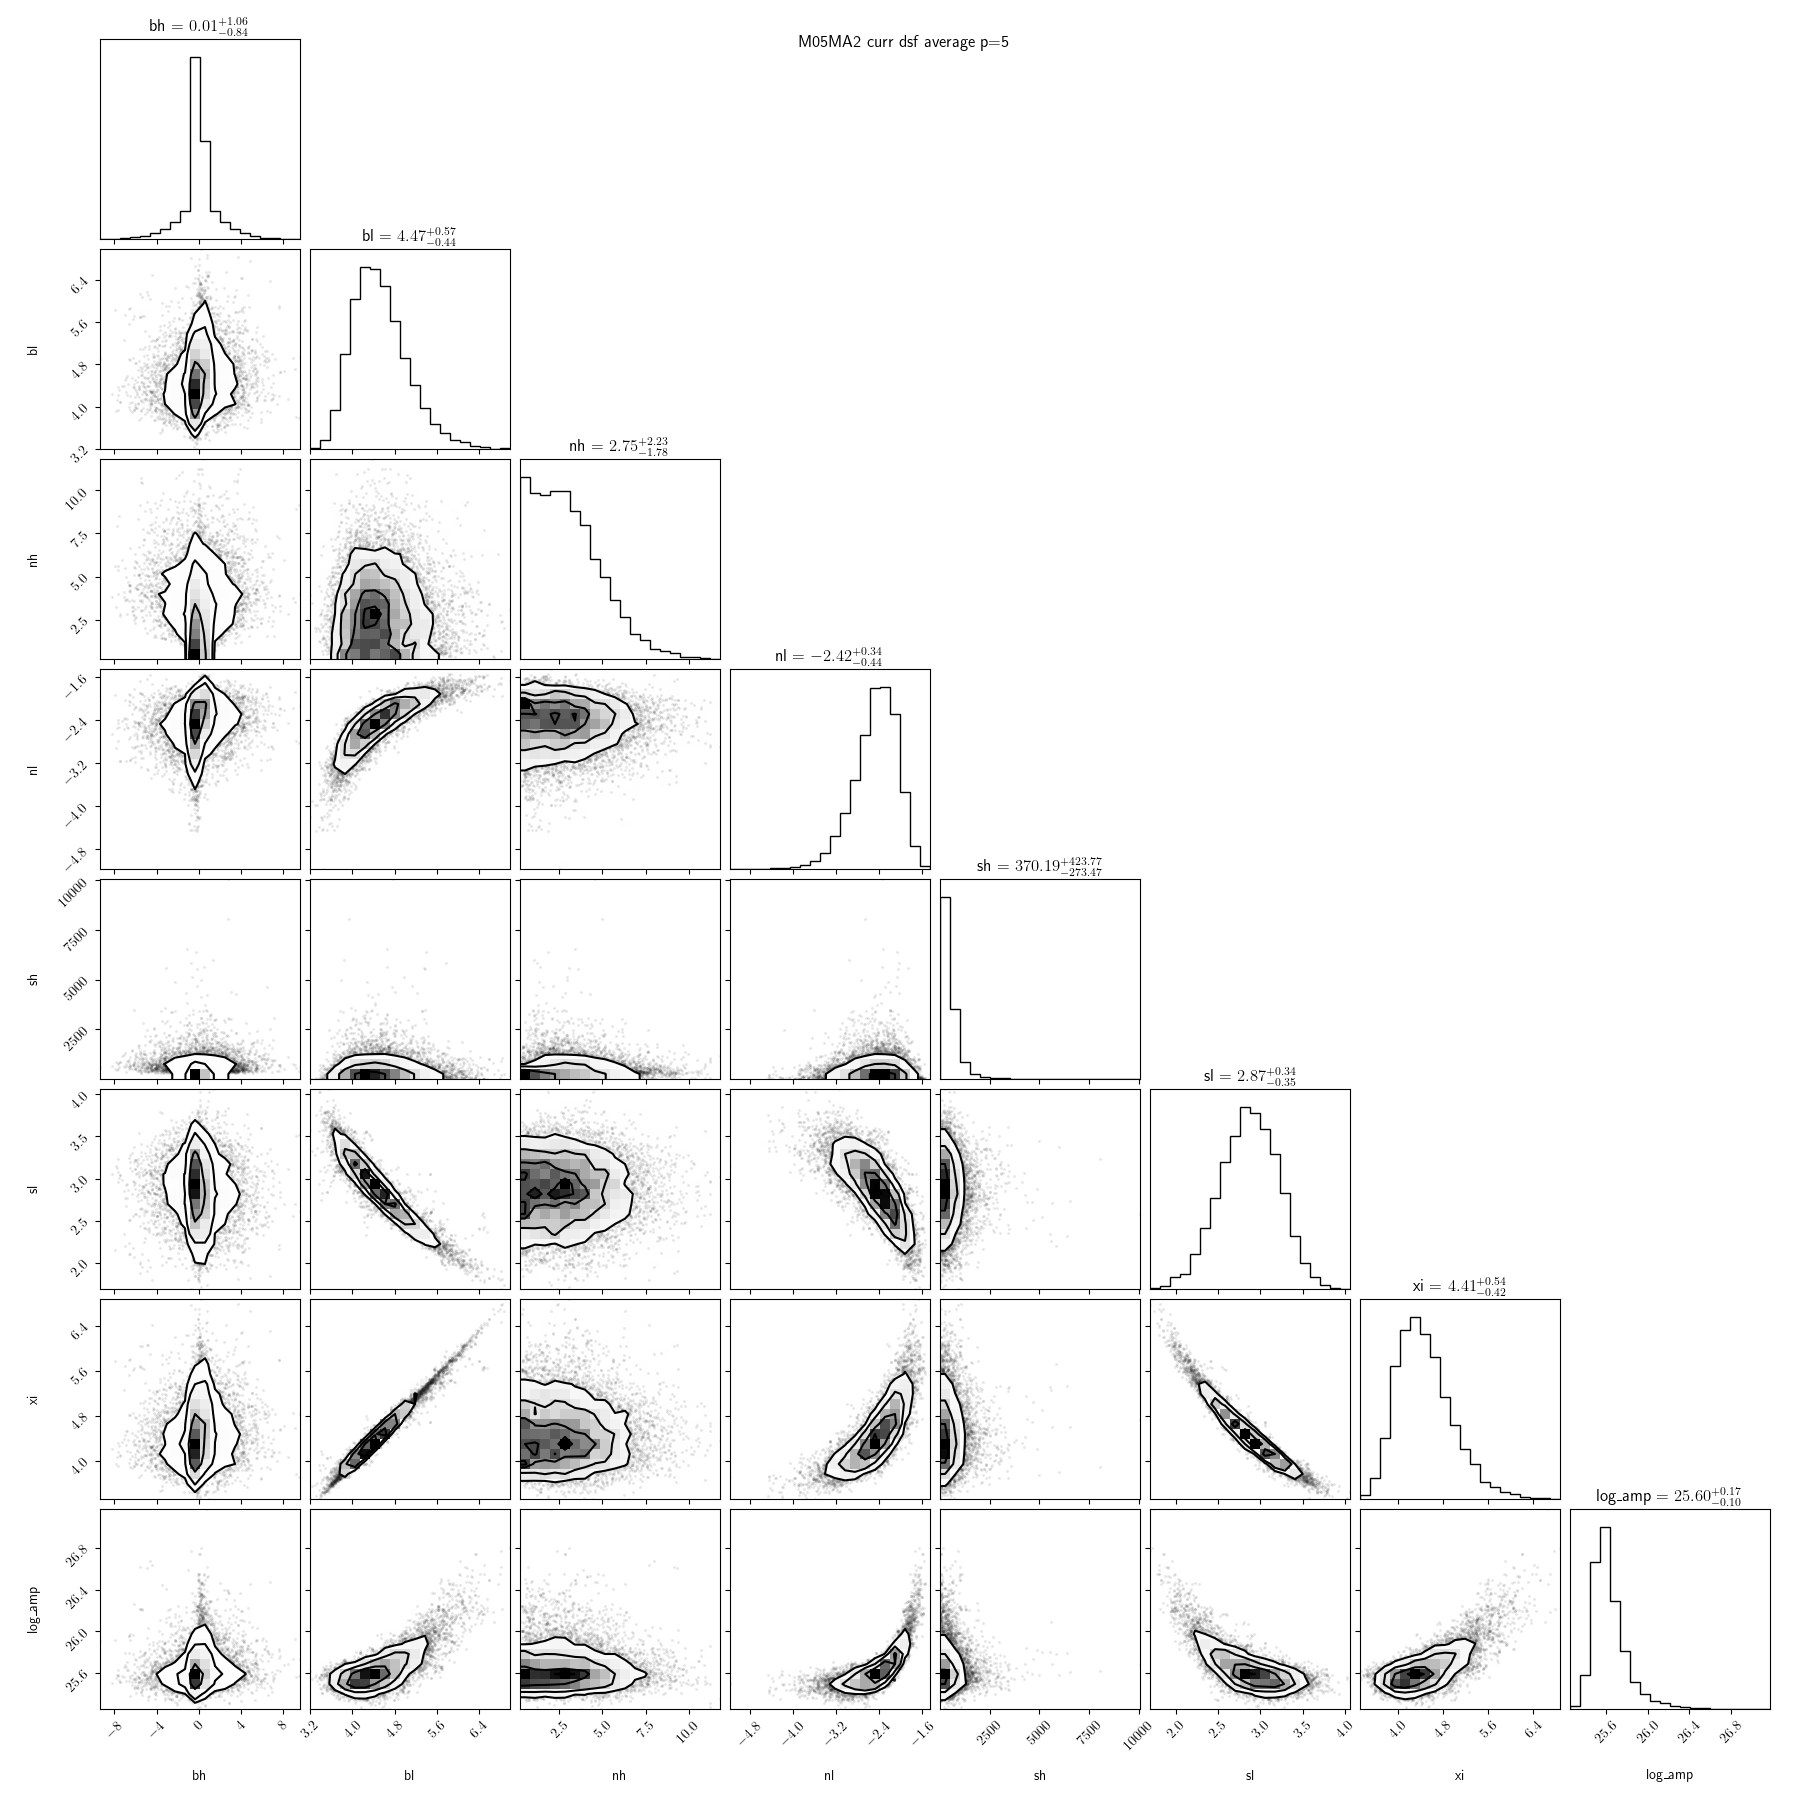 bh = 0.01+1.06 −0.84
M05MA2 curr dsf average p=5
bl = 4.47+0.57 −0.44
6.4
5.6
4.8
4.0
3.2
bl
nh = 2.75+2.23 −1.78
10.0
7.5
5.0
2.5
nh
nl = −2.42+0.34 −0.44
−1.6
−2.4
−3.2
−4.0
−4.8
nl
sh = 370.19+423.77 −273.47
10000
7500
5000
2500
sh
sl = 2.87+0.34 −0.35
4.0
3.5
3.0
2.5
2.0
sl
xi = 4.41+0.54 −0.42
6.4
5.6
4.8
4.0
xi
log_amp = 25.60+0.17 −0.10
26.8
26.4
26.0
25.6
log_amp
−8 −4 0 4 8 3.2 4.0 4.8 5.6 6.4 2.5 5.0 7.5 10.0 −4.8 −4.0 −3.2 −2.4 −1.6 2500 5000 7500 10000 2.0 2.5 3.0 3.5 4.0 4.0 4.8 5.6 6.4 25.6 26.0 26.4 26.8
bh bl nh nl sh sl xi log_amp